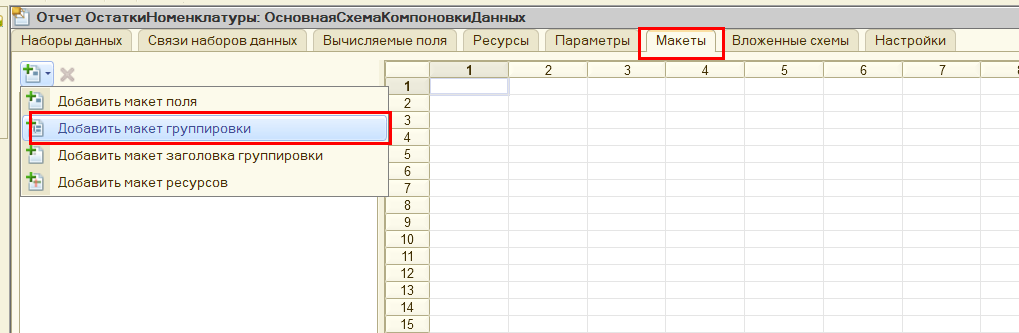 Отчет ОстаткиНоменклатуры: ОсновнаяСхемаКомпоновкиДанных
Наборы данных Связи наборов данных Вычисляемые поля Ресурсы Параметры Макеты Вложенные схемы Настройки
1 2 3 4 5 6 7 8
Добавить макет поля
Добавить макет группировки
Добавить макет заголовка группировки
Добавить макет ресурсов
1
2
3
4
5
6
7
8
9
10
11
12
13
14
15